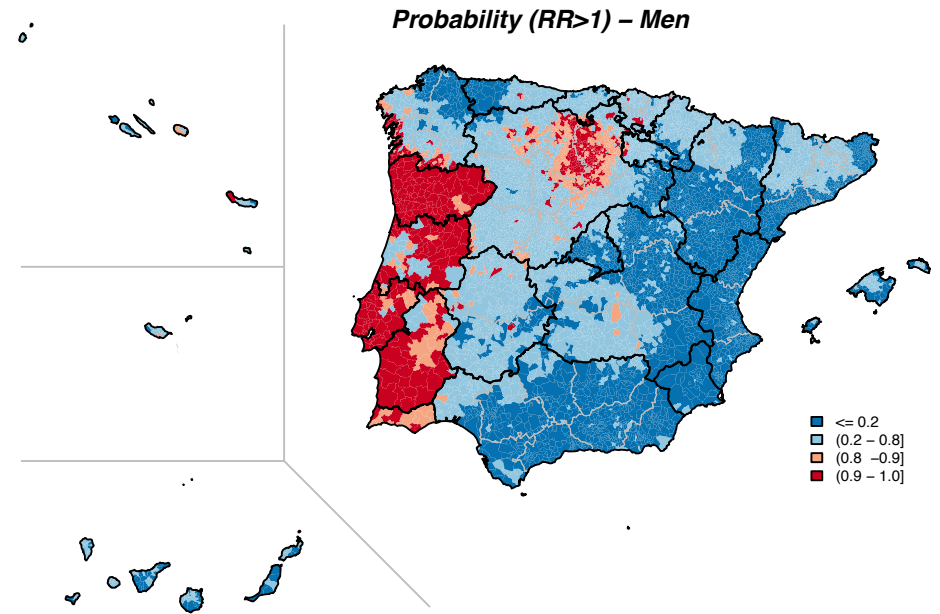 Probability (RR>1) – Men
<= 0.2
(0.2 – 0.8]
(0.8 –0.9]
(0.9 – 1.0]